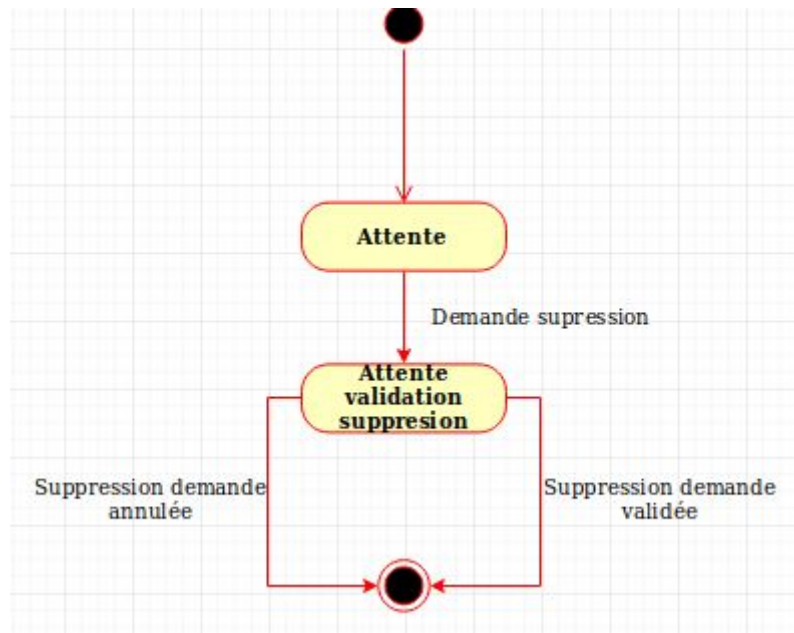 Attente
Demande supression
Attente
validation
suppresion
Suppression demande
annulée
Suppression demande
validée